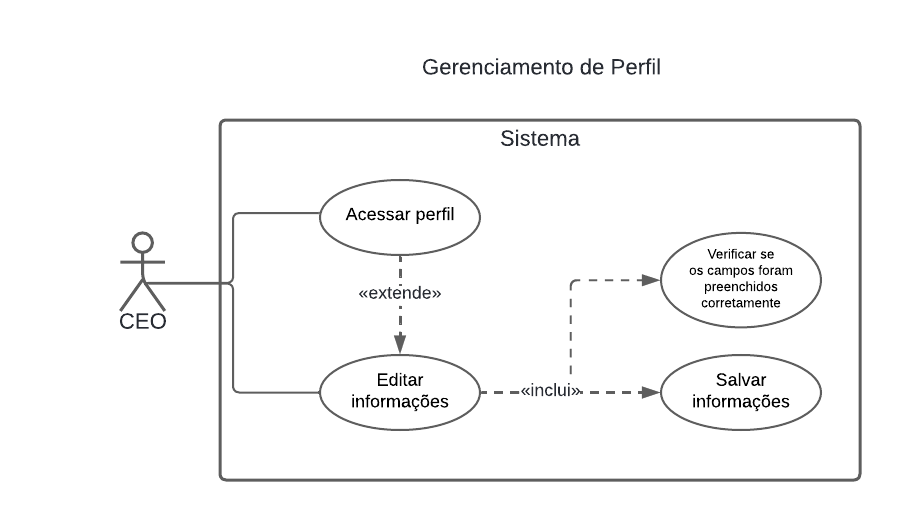 Gerenciamento de Perfil
Sistema
Acessar perfil
«extende»
CEO
Editar
informações
«inclui»
Verificar se
os campos foram
preenchidos
corretamente
Salvar
informações